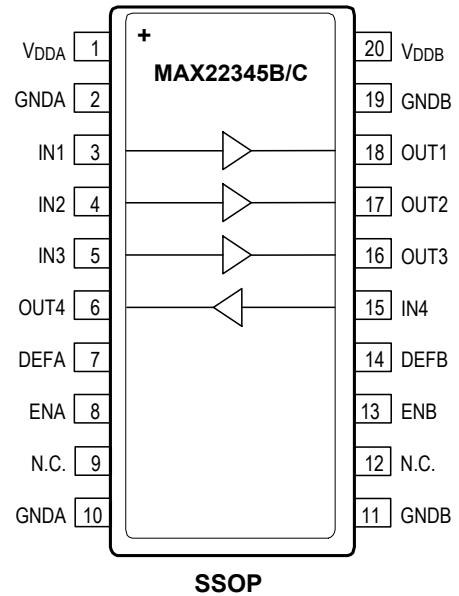 +
MAX22345B/C
VDDA 1 20 VDDB
GNDA 2 19 GNDB
IN1 3 18 OUT1
IN2 4 17 OUT2
IN3 5 16 OUT3
OUT4 6 15 IN4
DEFA 7 14 DEFB
ENA 8 13 ENB
N.C. 9 12 N.C.
GNDA 10 11 GNDB
SSOP